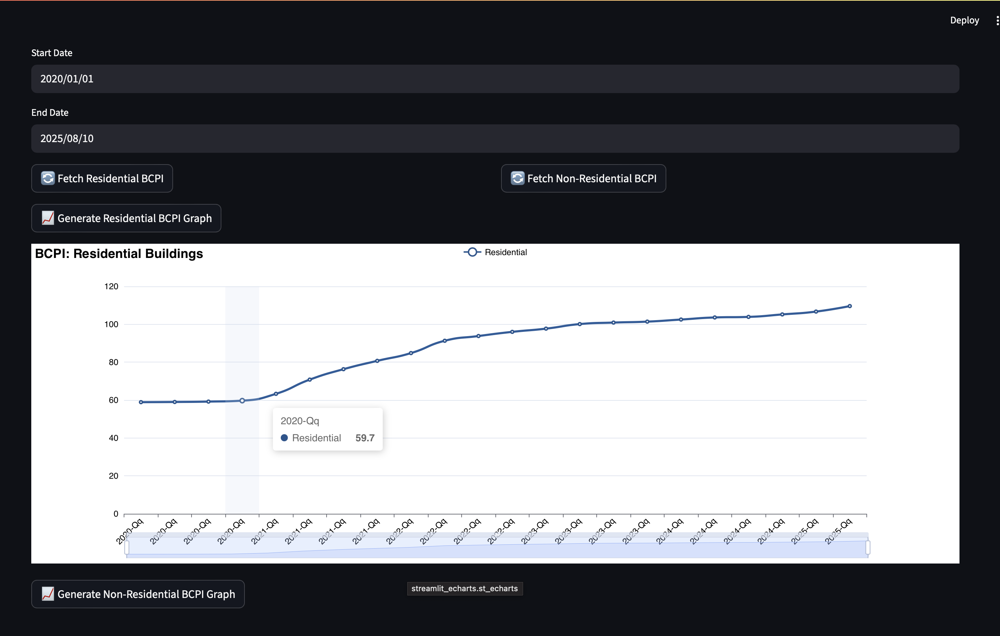 Deploy
Start Date
2020/01/01
End Date
2025/08/10
Fetch Residential BCPI
Fetch Non-Residential BCPI
Generate Residential BCPI Graph
BCPI: Residential Buildings
Residential
120
100
80
60
40
20
0
2020-Qq
Residential 59.7
2020-Qq 2020-Qq 2020-Qq 2020-Qq 2021-Qq 2021-Qq 2021-Qq 2021-Qq 2022-Qq 2022-Qq 2022-Qq 2022-Qq 2023-Qq 2023-Qq 2023-Qq 2023-Qq 2024-Qq 2024-Qq 2024-Qq 2024-Qq 2025-Qq 2025-Qq
Generate Non-Residential BCPI Graph
streamlit_echarts.st_echarts